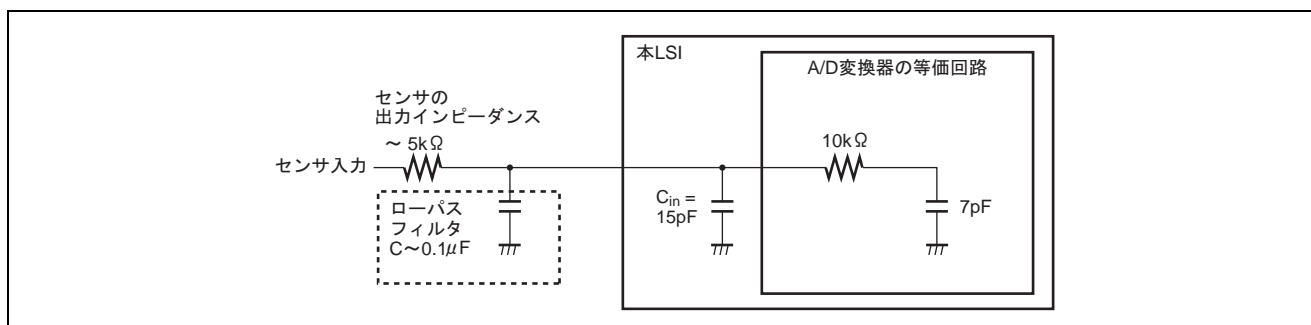 本LSI
A/D変換器の等価回路
センサの
出力インピーダンス
～ 5kΩ
センサ入力
10kΩ
ローパス
フィルタ
C～0.1μF
Cin =
15pF
7pF